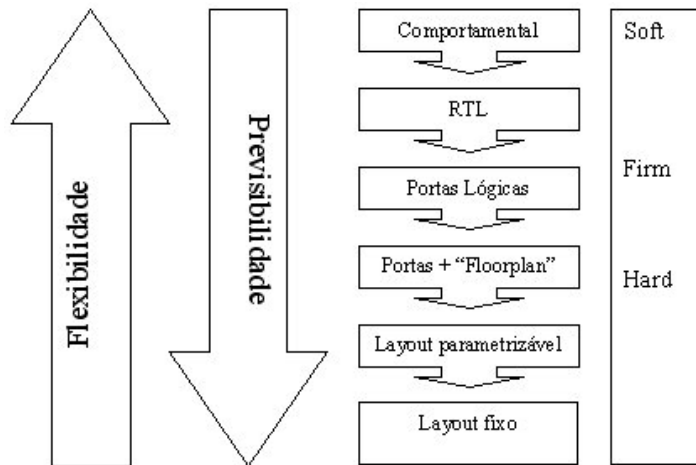 Flexibilidade
Previsibilidade
Comportamental
RTL
Portas Lógicas
Portas + “Floorplan”
Layout parametrizável
Layout fixo
Soft
Firm
Hard